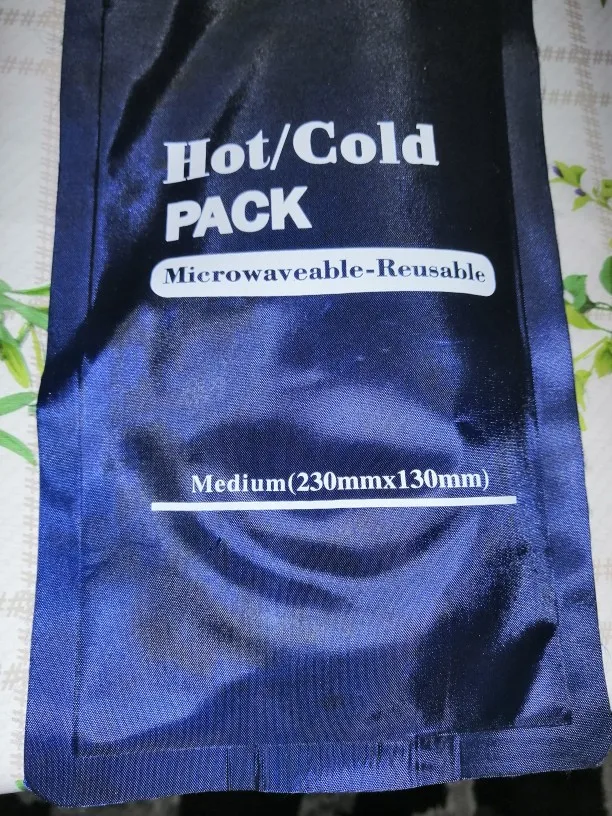 Hot/Cold
PACK
Microwaveable-Reusable
Medium(230mmx130mm)